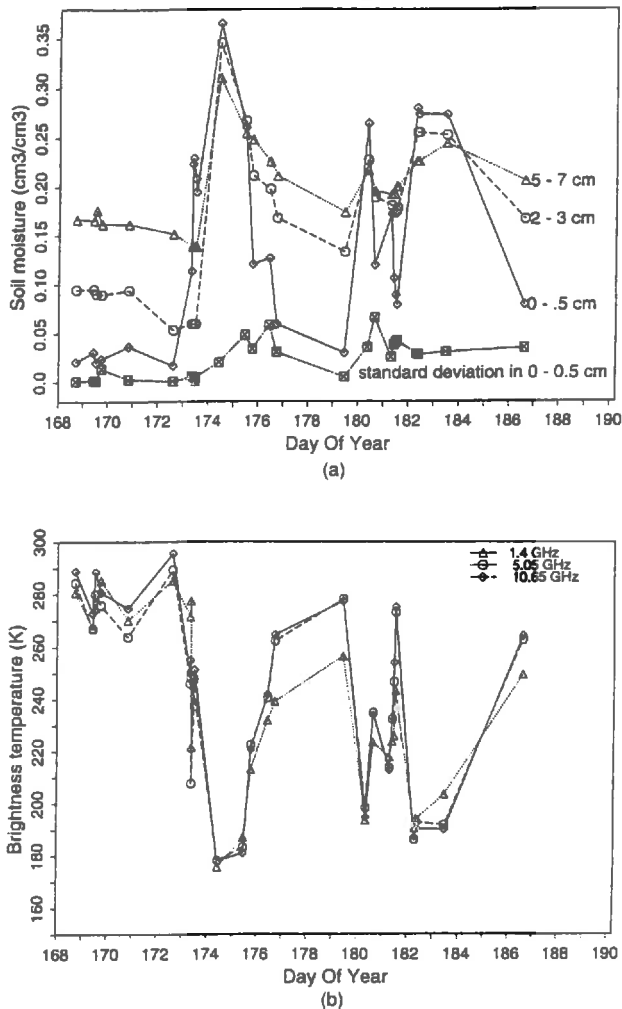 0.35
0.30
0.25
0.20
0.15
0.10
0.05
0.0
Soil moisture (cm3/cm3)
5 - 7 cm
2 - 3 cm
0 - .5 cm
standard deviation in 0 - 0.5 cm
168 170 172 174 176 178 180 182 184 186 188 190
Day Of Year
(a)
300
280
260
240
220
200
180
160
Brightness temperature (K)
1.4 GHz
5.05 GHz
10.65 GHz
168 170 172 174 176 178 180 182 184 186 188 190
Day Of Year
(b)